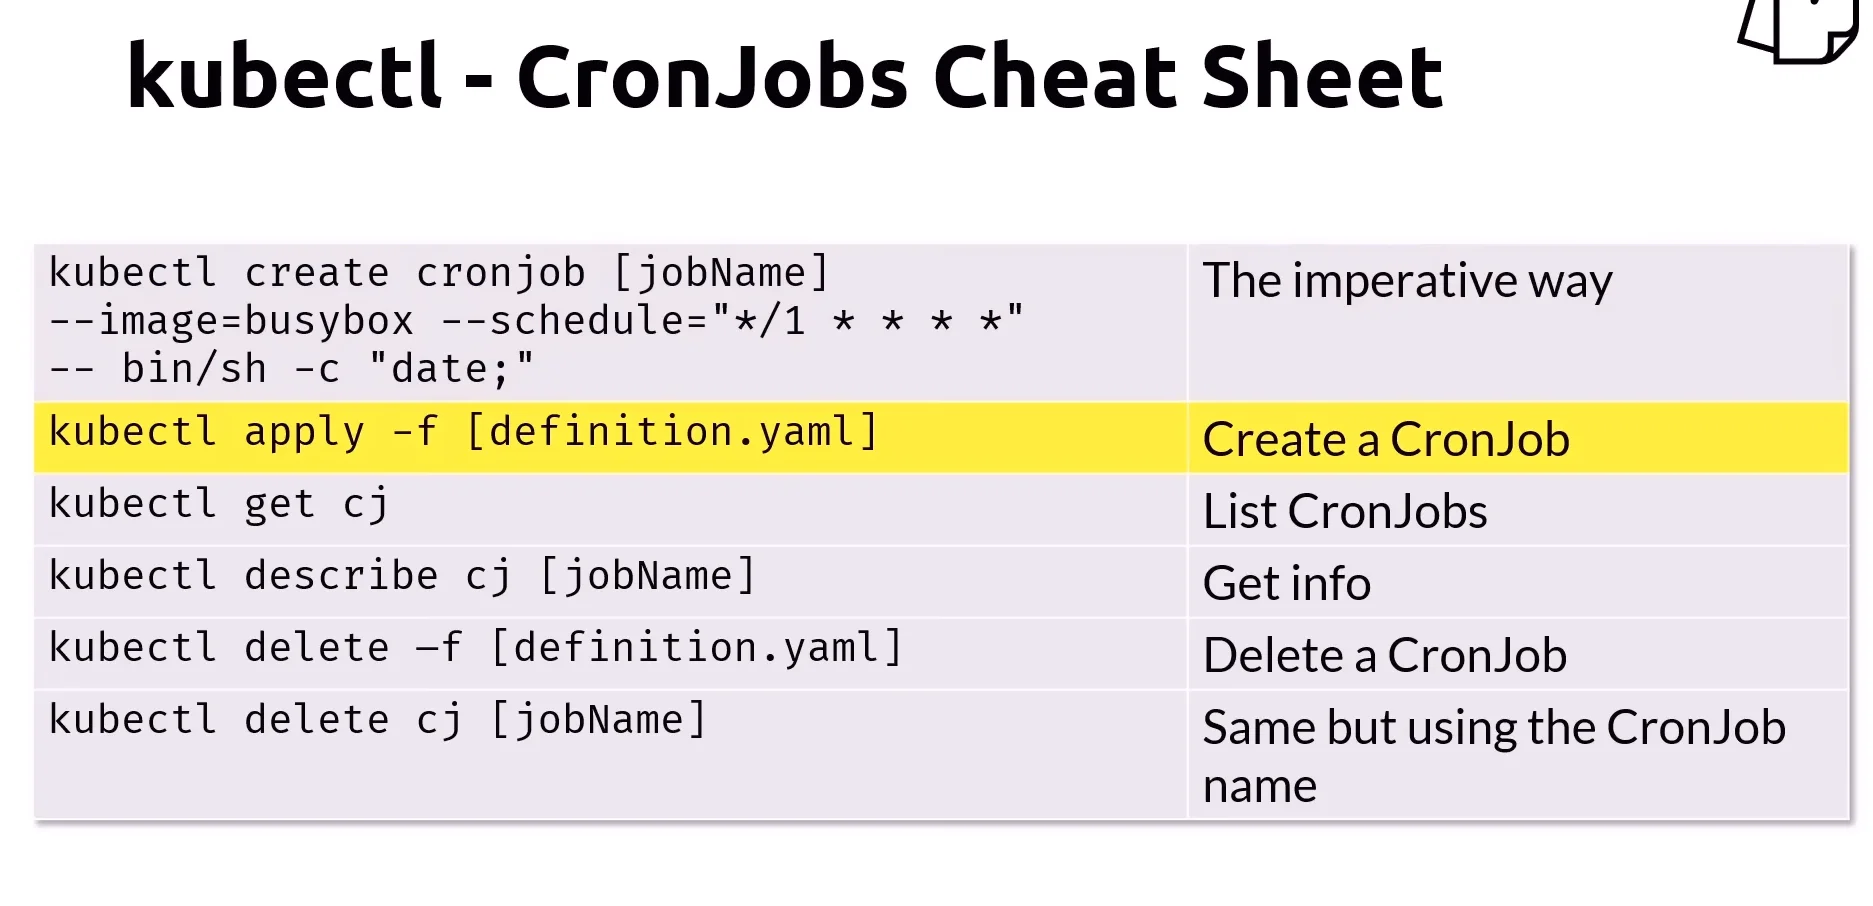 kubectl - CronJobs Cheat Sheet
kubectl create cronjob [jobName]
--image=busybox --schedule="*/1 * * * *"
-- bin/sh -c "date;"
The imperative way
kubectl apply -f [definition.yaml]
Create a CronJob
kubectl get cj
List CronJobs
kubectl describe cj [jobName]
Get info
kubectl delete –f [definition.yaml]
Delete a CronJob
kubectl delete cj [jobName]
Same but using the CronJob
name